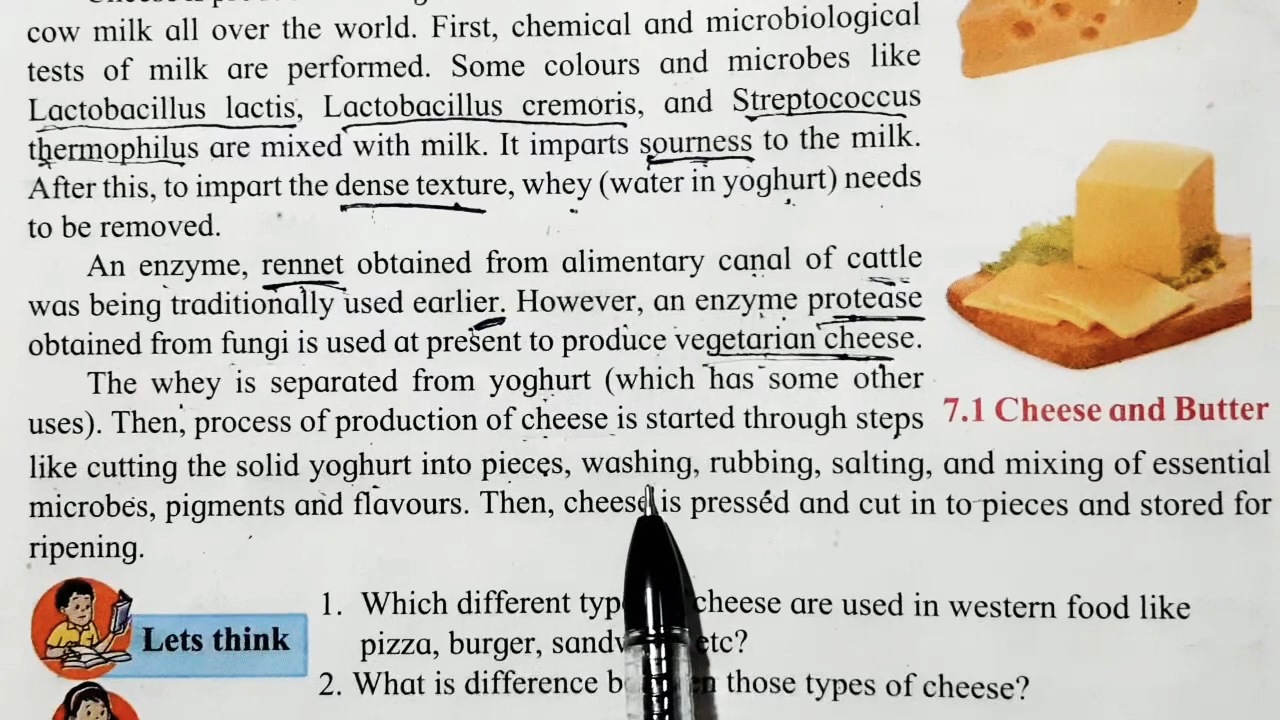 cow milk all over the world. First, chemical and microbiological
tests of milk are performed. Some colours and microbes like
Lactobacillus lactis, Lactobacillus cremoris, and Streptococcus
thermophilus are mixed with milk. It imparts sourness to the milk.
After this, to impart the dense texture, whey (water in yoghurt) needs
to be removed.
An enzyme, rennet obtained from alimentary canal of cattle
was being traditionally used earlier. However, an enzyme protease
obtained from fungi is used at present to produce vegetarian cheese.
The whey is separated from yoghurt (which has some other
uses). Then, process of production of cheese is started through steps
like cutting the solid yoghurt into pieces, washing, rubbing, salting, and mixing of essential
microbes, pigments and flavours. Then, cheese is pressed and cut in to pieces and stored for
ripening.
7.1 Cheese and Butter
Lets think
1. Which different cheese are used in western food like
pizza, burger, etc?
2. What is difference those types of cheese?